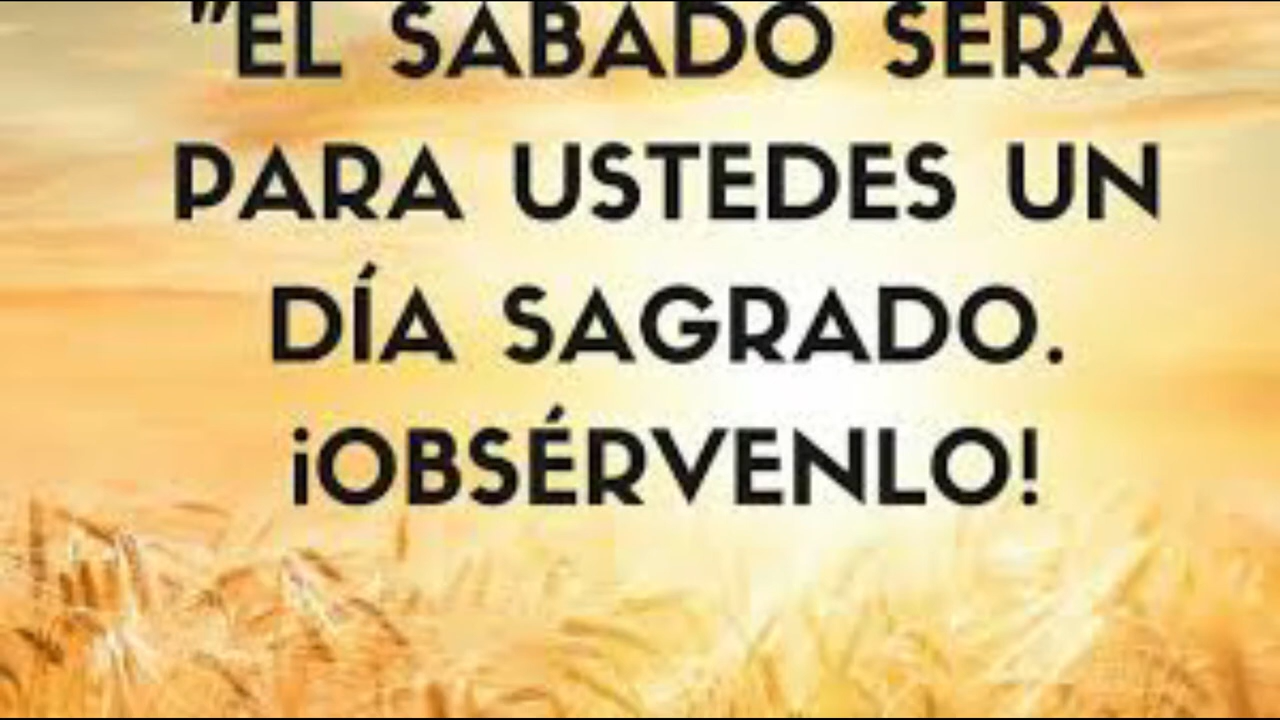 "EL SÁBADO SERÁ
PARA USTEDES UN
DÍA SAGRADO.
¡OBSÉRVENLO!